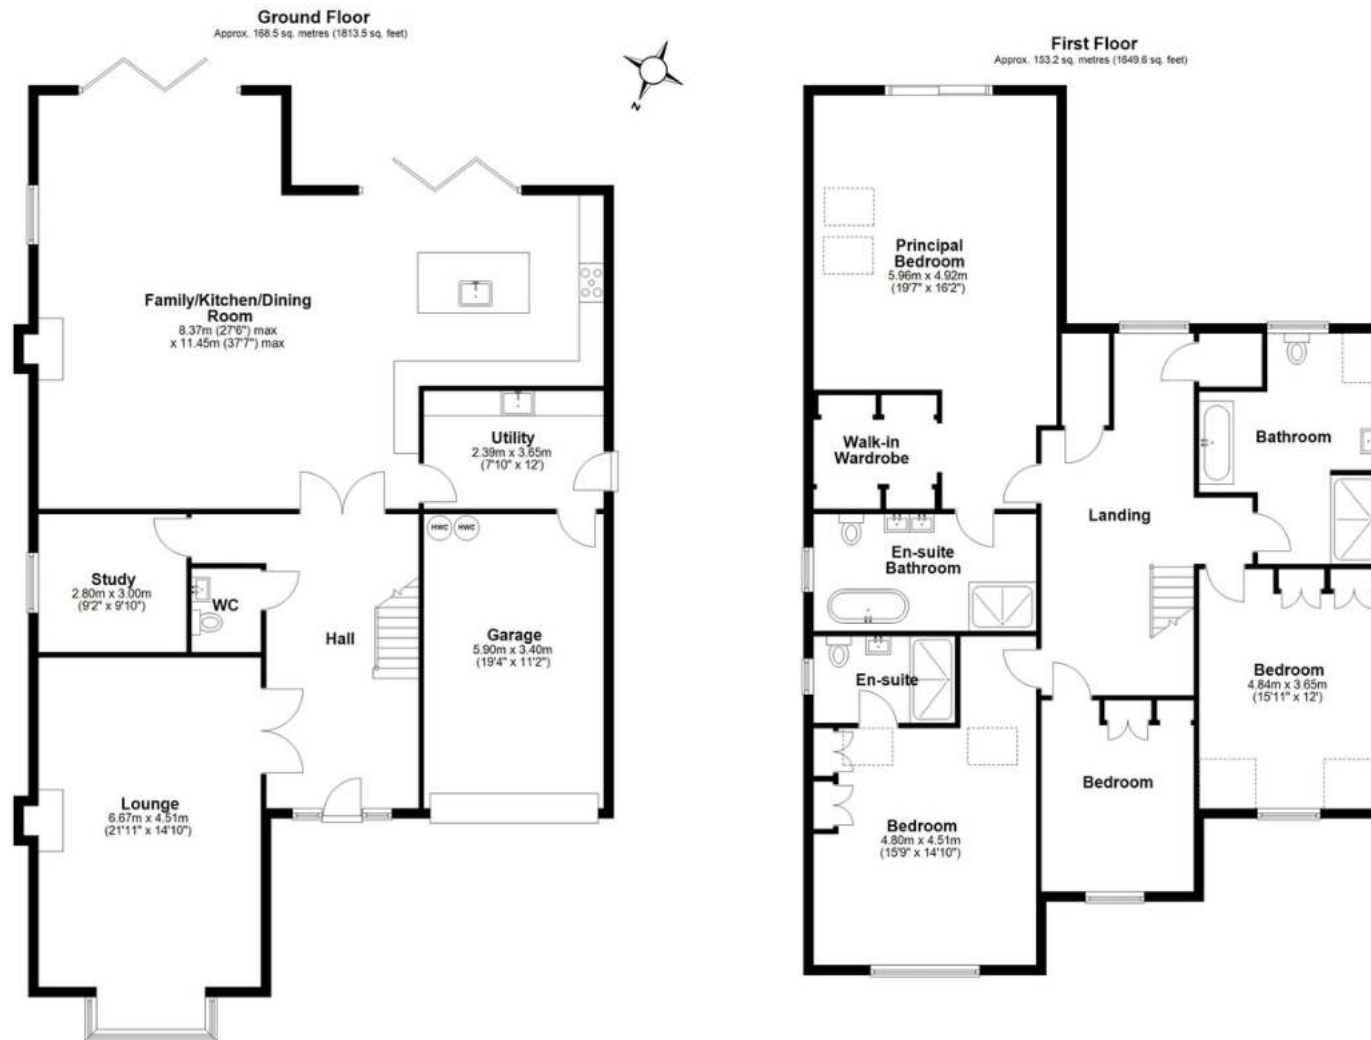 Ground Floor
Approx. 168.5 sq. metres (1813.5 sq. feet)
N
Family/Kitchen/Dining
Room
8.37m (27'6") max
x 11.45m (37'7") max
Utility
2.39m x 3.65m
(7'10" x 12')
HWC
HWC
Study
2.80m x 3.00m
(9'2" x 9'10")
WC
Hall
Garage
5.90m x 3.40m
(19'4" x 11'2")
Lounge
6.67m x 4.51m
(21'11" x 14'10")
First Floor
Approx. 153.2 sq. metres (1649.6 sq. feet)
Principal
Bedroom
5.96m x 4.92m
(19'7" x 16'2")
Walk-in
Wardrobe
Bathroom
Landing
En-suite
Bathroom
En-suite
Bedroom
4.84m x 3.65m
(15'11" x 12')
Bedroom
Bedroom
4.80m x 4.51m
(15'9" x 14'10")